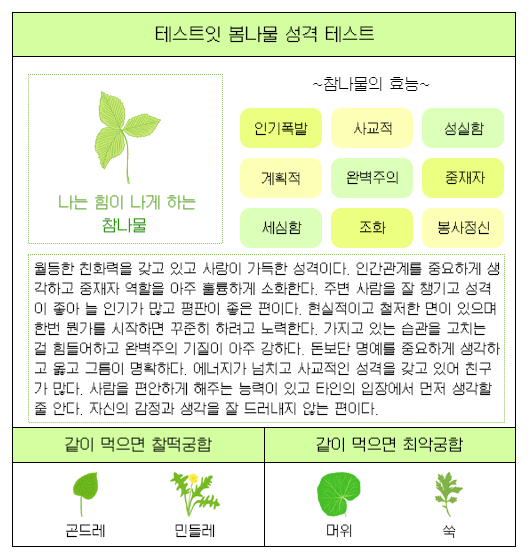 테스트잇 봄나물 성격 테스트
나는 힘이 나게 하는
참나물
~참나물의 효능~
인기폭발 사교적 성실함
계획적 완벽주의 중재자
세심함 조화 봉사정신
월등한 친화력을 갖고 있고 사랑이 가득한 성격이다. 인간관계를 중요하게 생
각하고 중재자 역할을 아주 훌륭하게 소화한다. 주변 사람을 잘 챙기고 성격
이 좋아 늘 인기가 많고 평판이 좋은 편이다. 현실적이고 철저한 면이 있으며
한번 뭔가를 시작하면 꾸준히 하려고 노력한다. 가지고 있는 습관을 고치는
걸 힘들어하고 완벽주의 기질이 아주 강하다. 돈보단 명예를 중요하게 생각하
고 옳고 그름이 명확하다. 에너지가 넘치고 사교적인 성격을 갖고 있어 친구
가 많다. 사람을 편안하게 해주는 능력이 있고 타인의 입장에서 먼저 생각할
줄 안다. 자신의 감정과 생각을 잘 드러내지 않는 편이다.
같이 먹으면 찰떡궁합 같이 먹으면 최악궁합
곤드레 민들레 머위 쑥